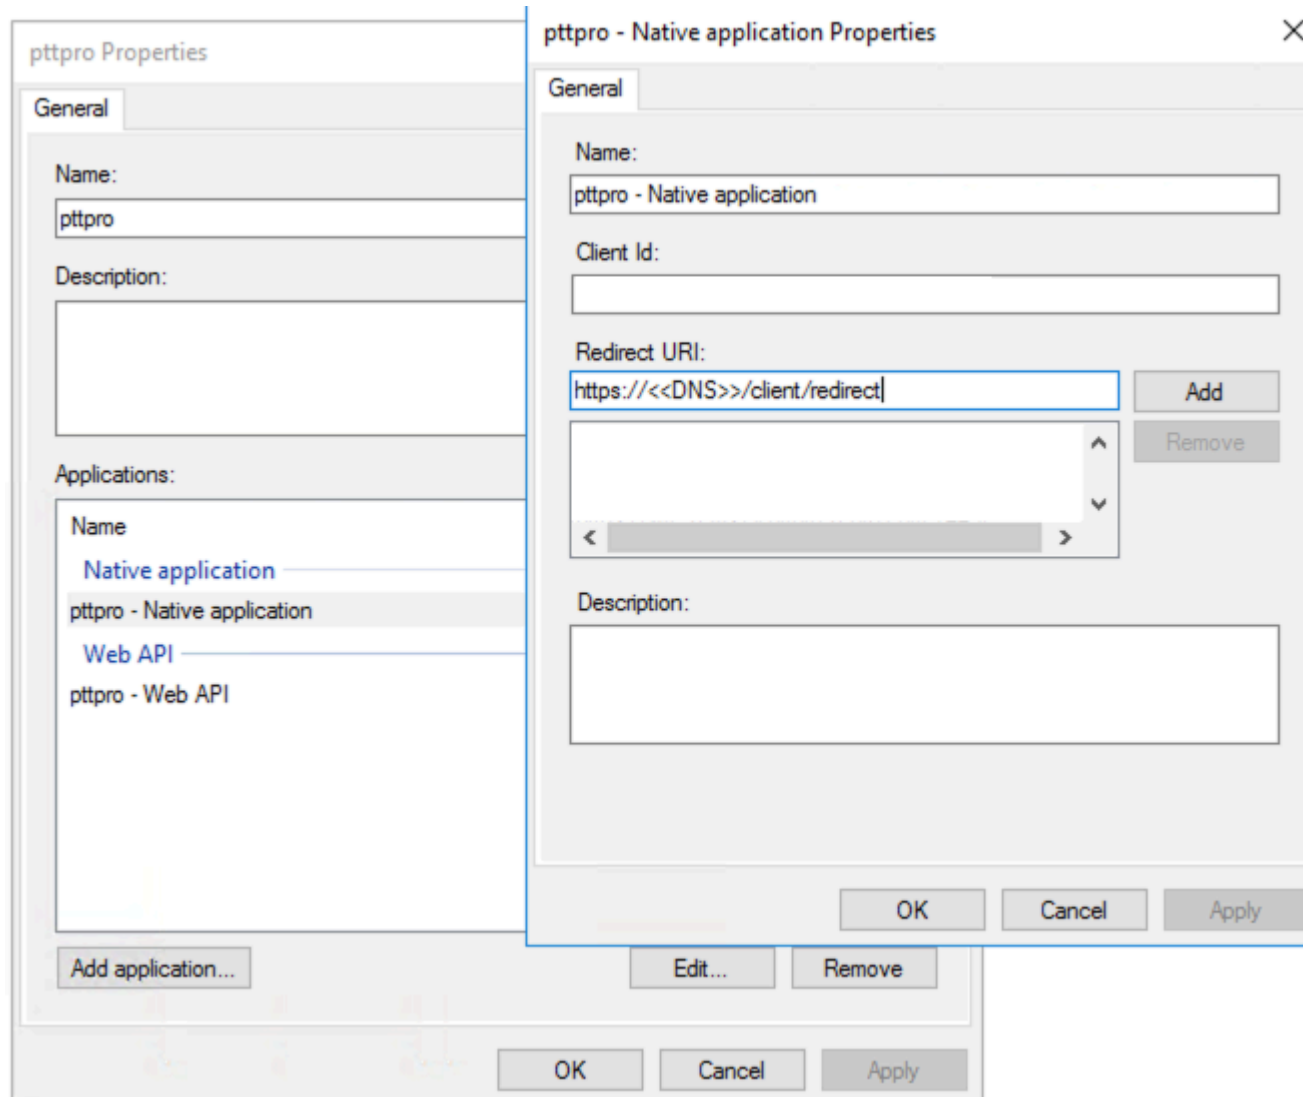 pttpro Properties
General
Name:
pttpro
Description:
Applications:
Name
Native application
pttpro - Native application
Web API
pttpro - Web API
Add application...
Edit...
Remove
OK
Cancel
Apply
pttpro - Native application Properties
General
Name:
pttpro - Native application
Client Id:
Redirect URI:
https://<<DNS>>/client/redirect
Add
Remove
Description:
OK
Cancel
Apply